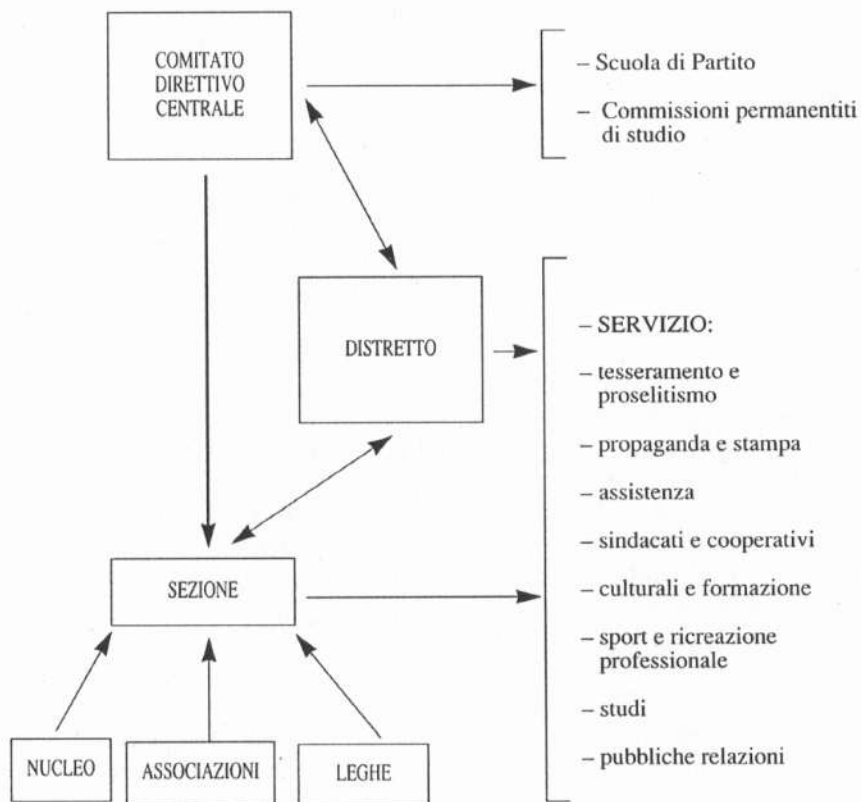 COMITATO
DIRETTIVO
CENTRALE
– Scuola di Partito
– Commissioni permanentiti
di studio
DISTRETTO
– SERVIZIO:
– tesseramento e
proselitismo
– propaganda e stampa
– assistenza
– sindacati e cooperativi
– culturali e formazione
– sport e ricreazione
professionale
– studi
– pubbliche relazioni
SEZIONE
NUCLEO
ASSOCIAZIONI
LEGHE